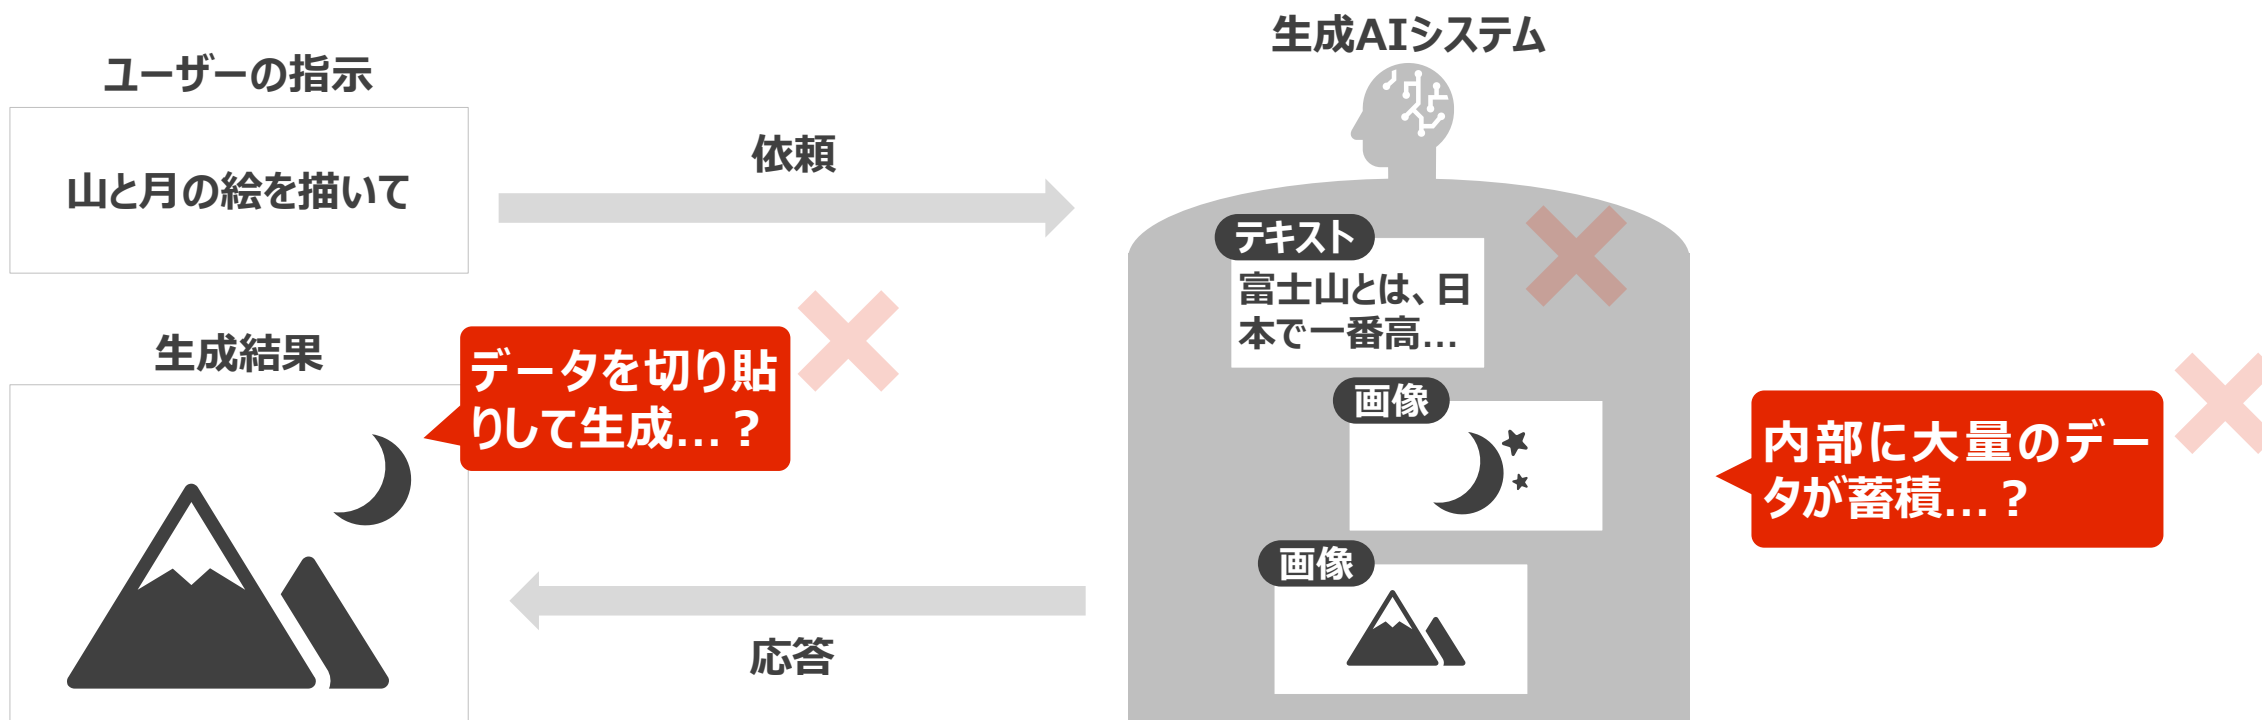 生成AIシステム
ユーザーの指示
山と月の絵を描いて
依頼
テキスト
富士山とは、日
本で一番高…
生成結果
データを切り貼
りして生成…？
画像
内部に大量のデー
タが蓄積…？
画像
応答